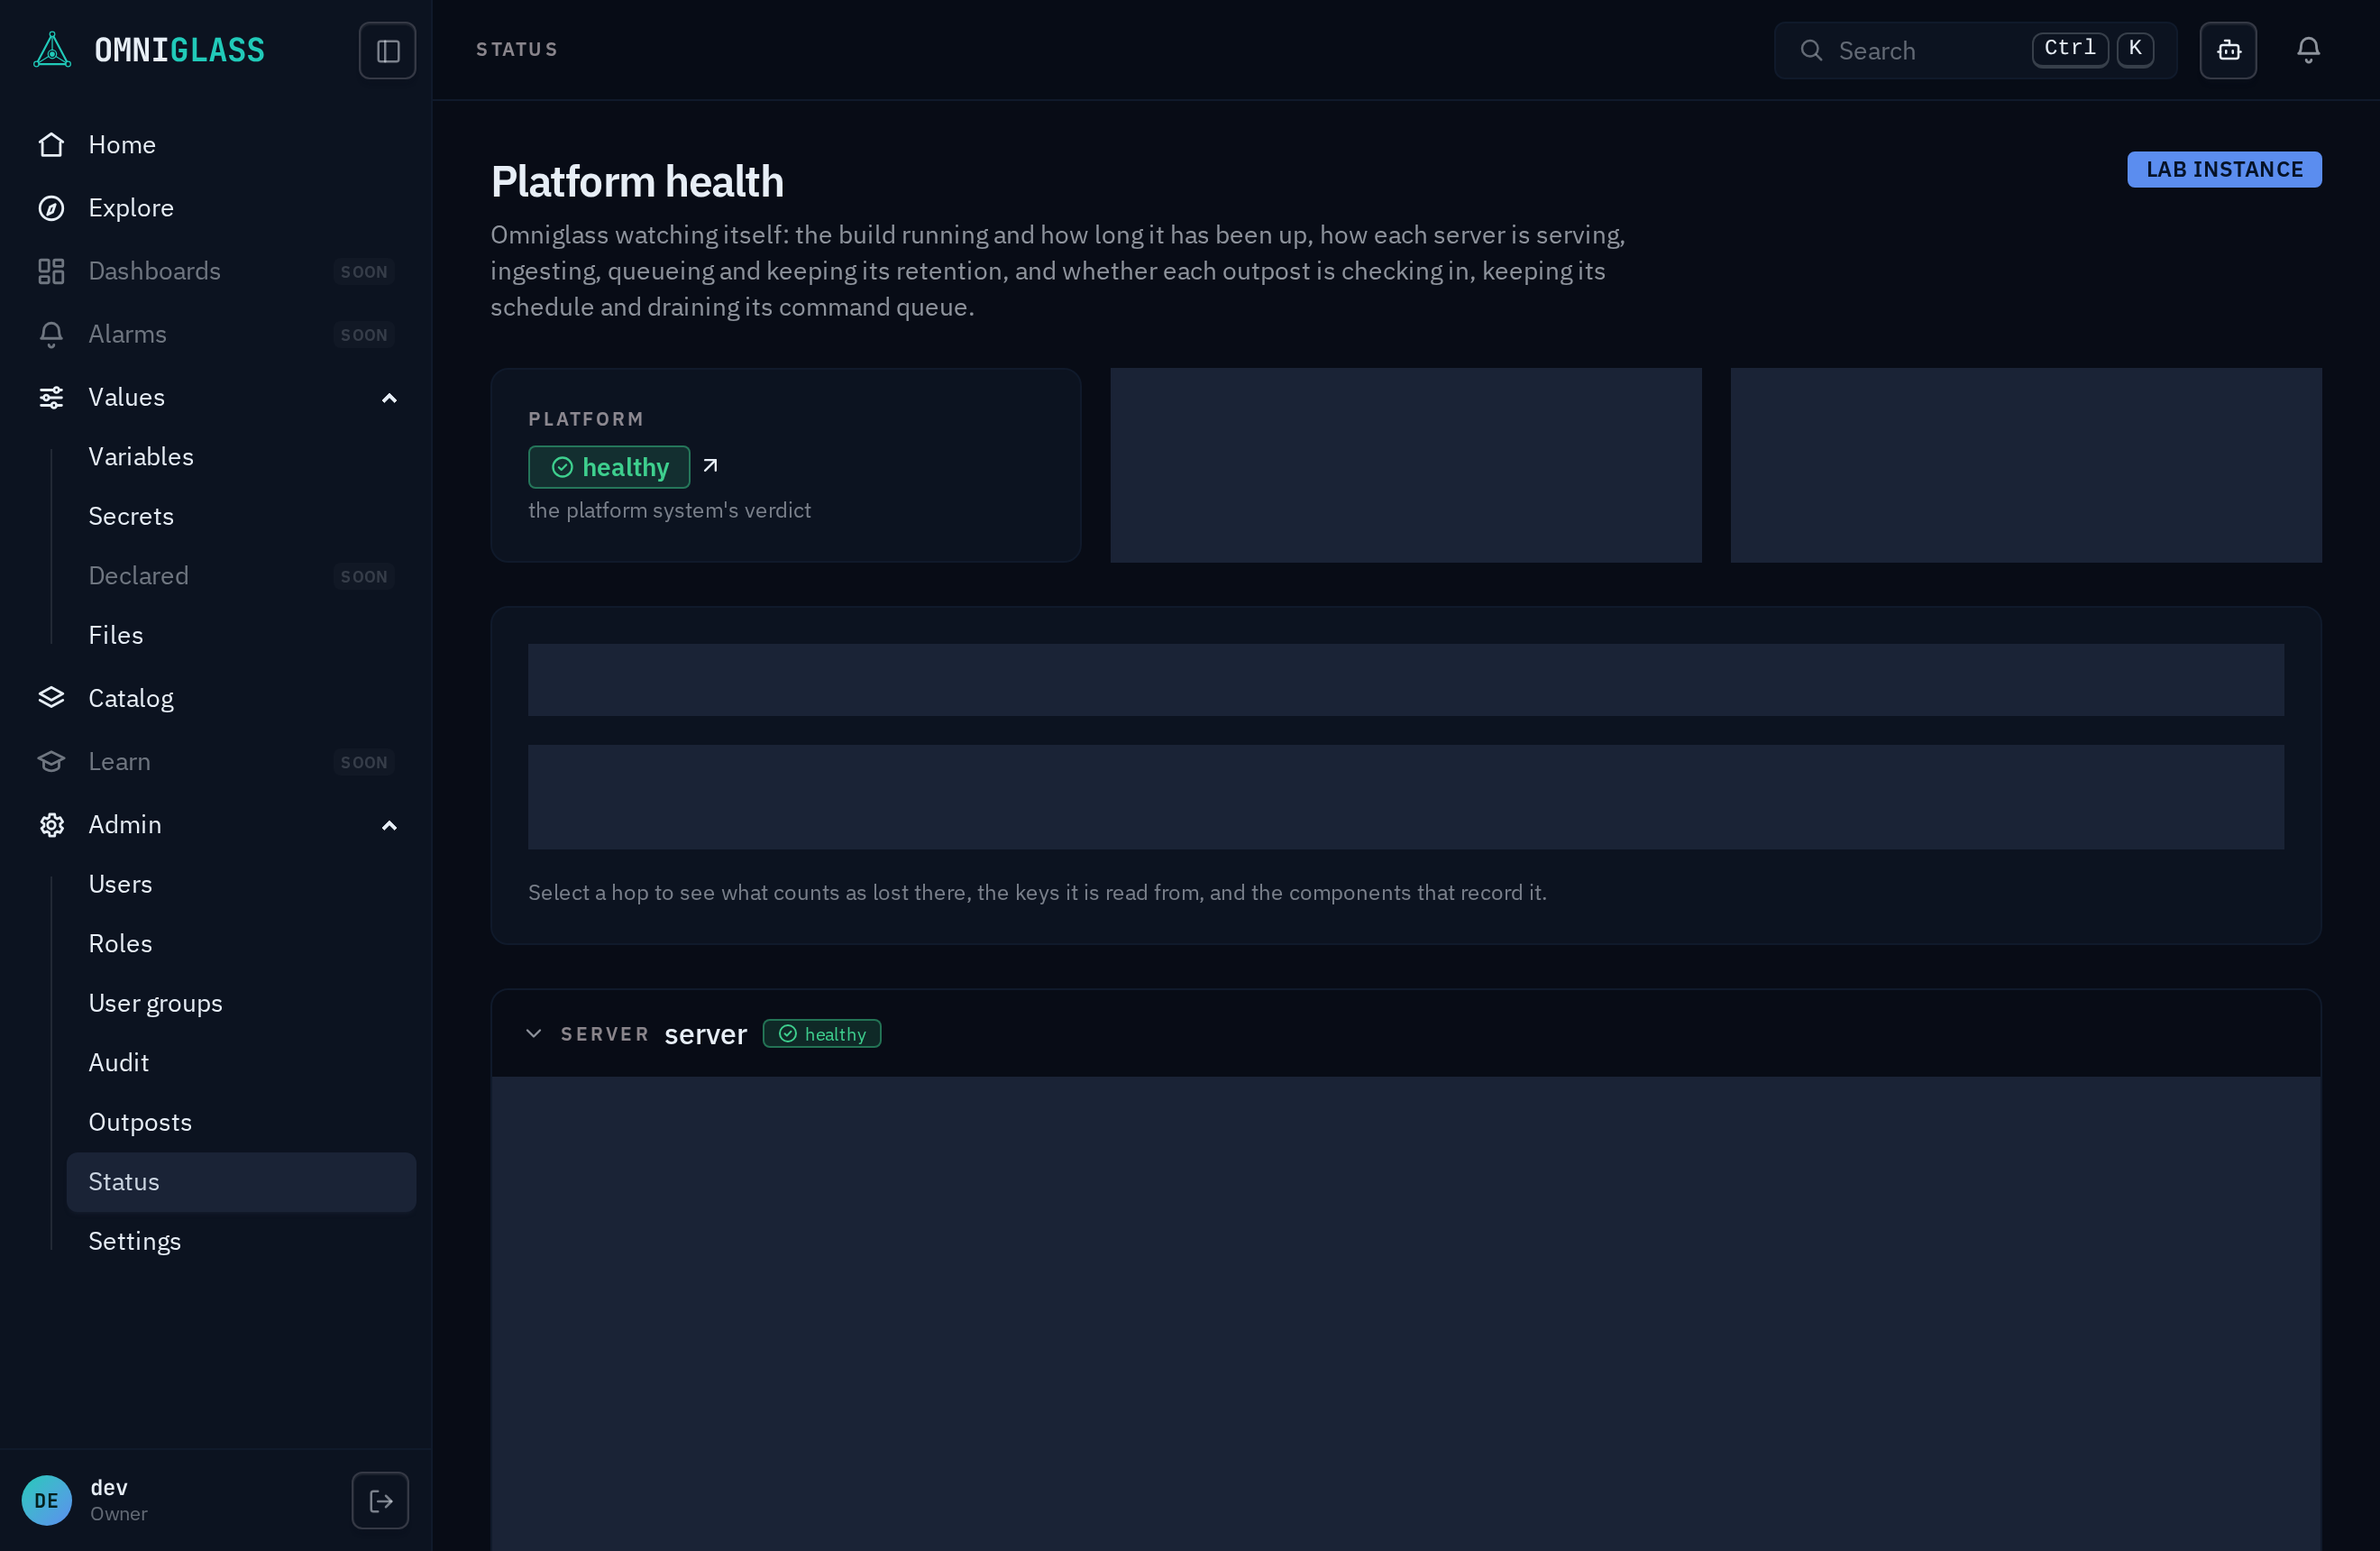 OMNIGLASS
STATUS
Search
Ctrl K
Home
Explore
Dashboards SOON
Alarms SOON
Values
Variables
Secrets
Declared SOON
Files
Catalog
Learn SOON
Admin
Users
Roles
User groups
Audit
Outposts
Status
Settings
DE
dev
Owner
Platform health
LAB INSTANCE
Omniglass watching itself: the build running and how long it has been up, how each server is serving,
ingesting, queueing and keeping its retention, and whether each outpost is checking in, keeping its
schedule and draining its command queue.
PLATFORM
healthy
the platform system's verdict
Select a hop to see what counts as lost there, the keys it is read from, and the components that record it.
SERVER server healthy